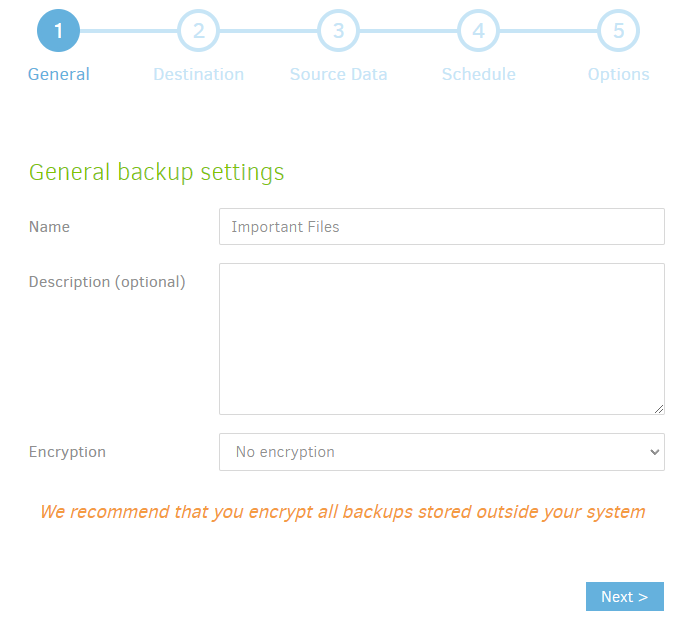 1 2 3 4 5
General Destination Source Data Schedule Options
General backup settings
Name Important Files
Description (optional)
Encryption No encryption
We recommend that you encrypt all backups stored outside your system
Next >